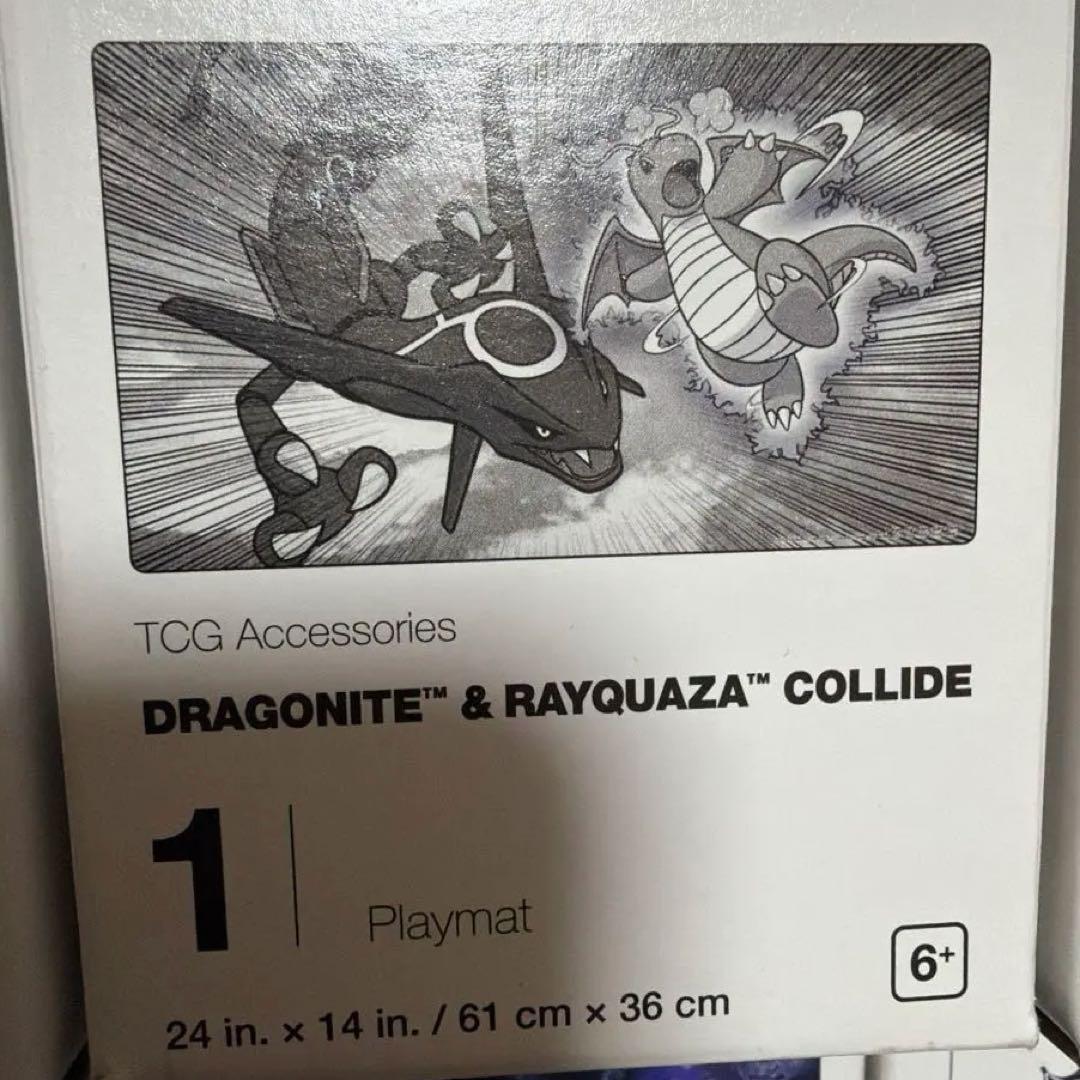 TCG Accessories
DRAGONITE™ & RAYQUAZA™ COLLIDE
1
Playmat
6+
24 in. x 14 in. / 61 cm x 36 cm